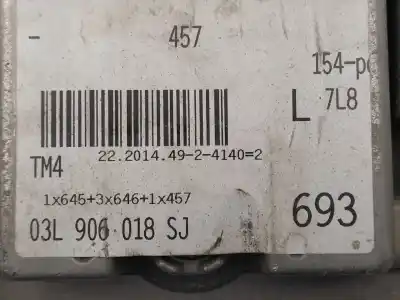 - 457
154-p
L 7L8
22.2014.49-2-4140=2
TM4
1x645+3x646+1x457
03L 906 018 SJ
693